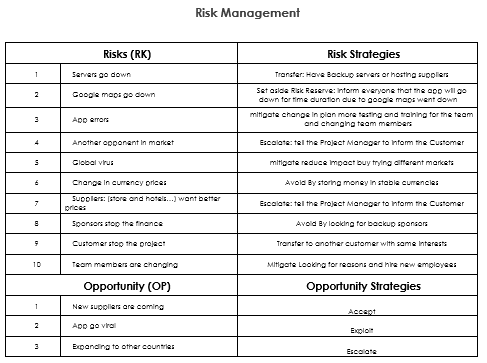 Risk Management
Risks (RK) Risk Strategies
1 Servers go down Transfer: Have Backup servers or hosting suppliers
2 Google maps go down Set aside Risk Reserve: inform everyone that the app will go
down for time duration due to google maps went down
3 App errors mitigate change in plan more testing and training for the team
and changing team members
4 Another opponent in market Escalate: tell the Project Manager to inform the Customer
5 Global virus mitigate reduce impact buy trying different markets
6 Change in currency prices Avoid By storing money in stable currencies
7 Suppliers: (store and hotels...) want better
prices Escalate: tell the Project Manager to inform the Customer
8 Sponsors stop the finance Avoid By looking for backup sponsors
9 Customer stop the project Transfer to another customer with same interests
10 Team members are changing Mitigate Looking for reasons and hire new employees
Opportunity (OP) Opportunity Strategies
1 New suppliers are coming Accept
2 App go viral Exploit
3 Expanding to other countries Escalate